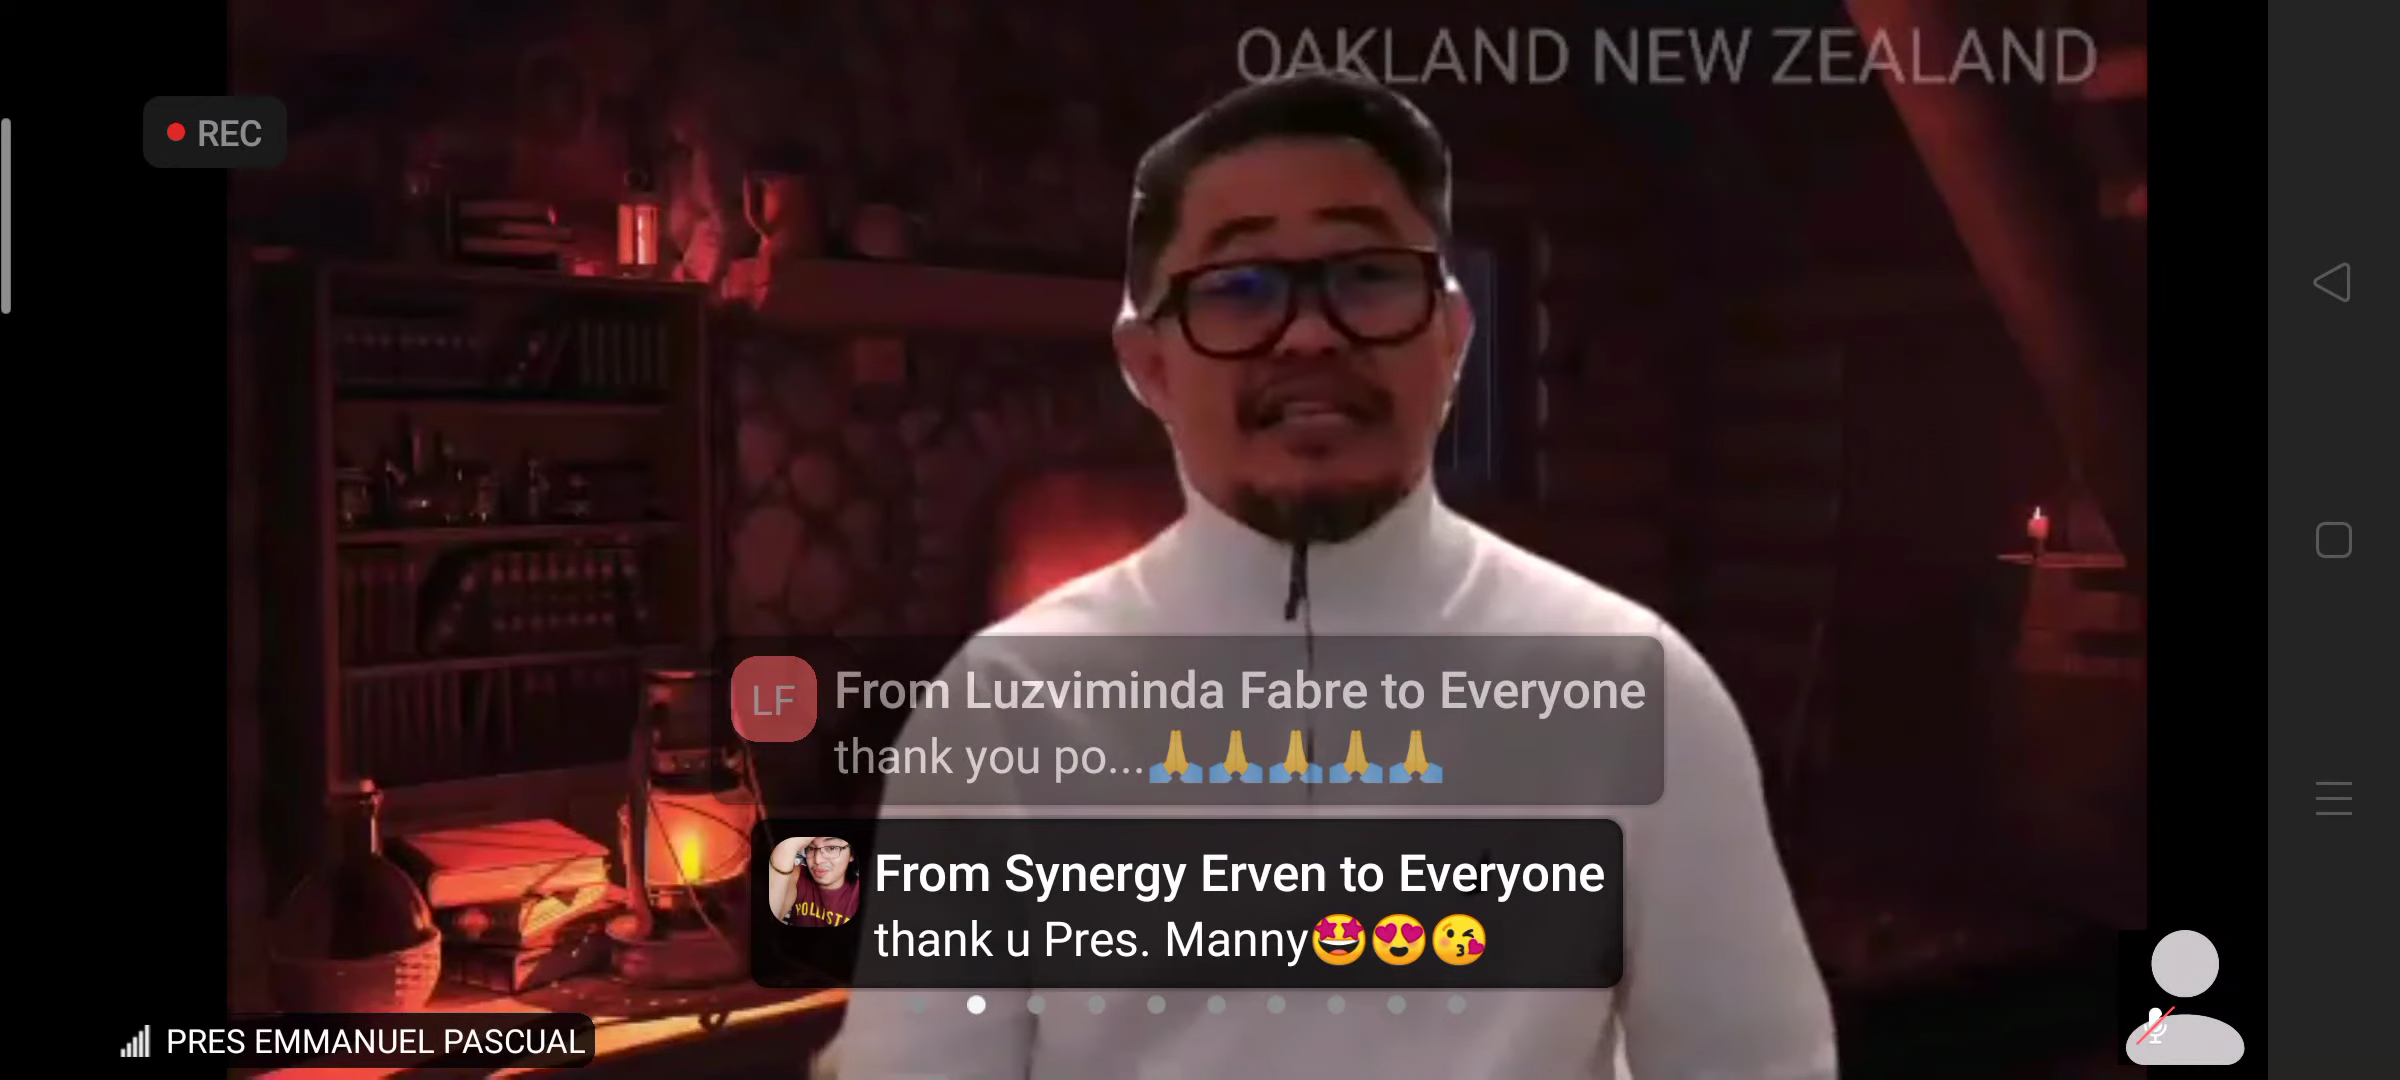 OAKLAND NEW ZEALAND
REC
LF
From Luzviminda Fabre to Everyone
thank you po...🙏🙏🙏🙏🙏
From Synergy Erven to Everyone
thank u Pres. Manny🤩😍😘
PRES EMMANUEL PASCUAL